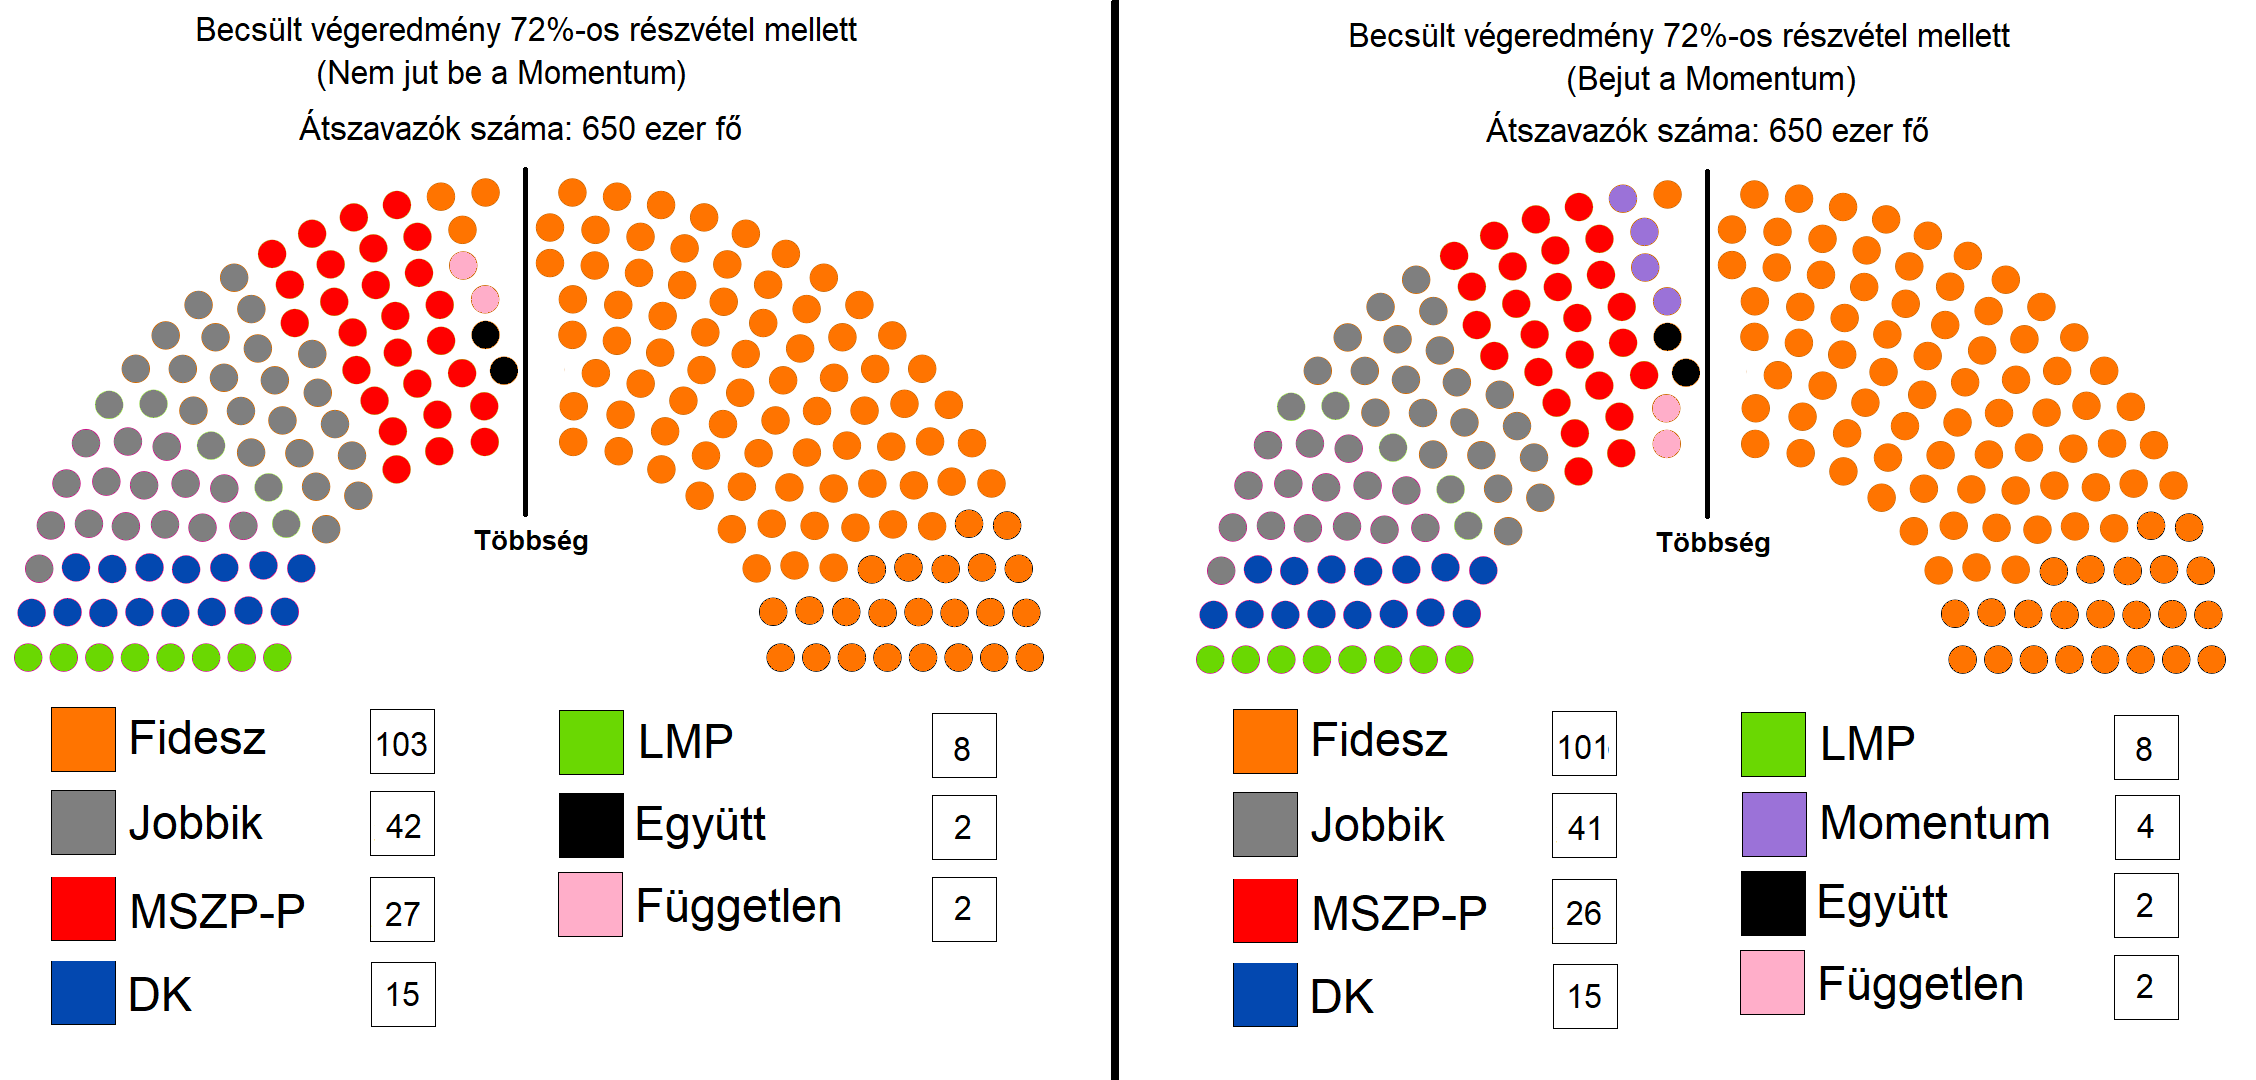 Becsült végeredmény 72%-os részvétel mellett
(Nem jut be a Momentum)
Átszavazók száma: 650 ezer fő
Többség
Fidesz 103
Jobbik 42
MSZP-P 27
DK 15
LMP 8
Együtt 2
Független 2
Becsült végeredmény 72%-os részvétel mellett
(Bejut a Momentum)
Átszavazók száma: 650 ezer fő
Többség
Fidesz 101
Jobbik 41
MSZP-P 26
DK 15
LMP 8
Momentum 4
Együtt 2
Független 2